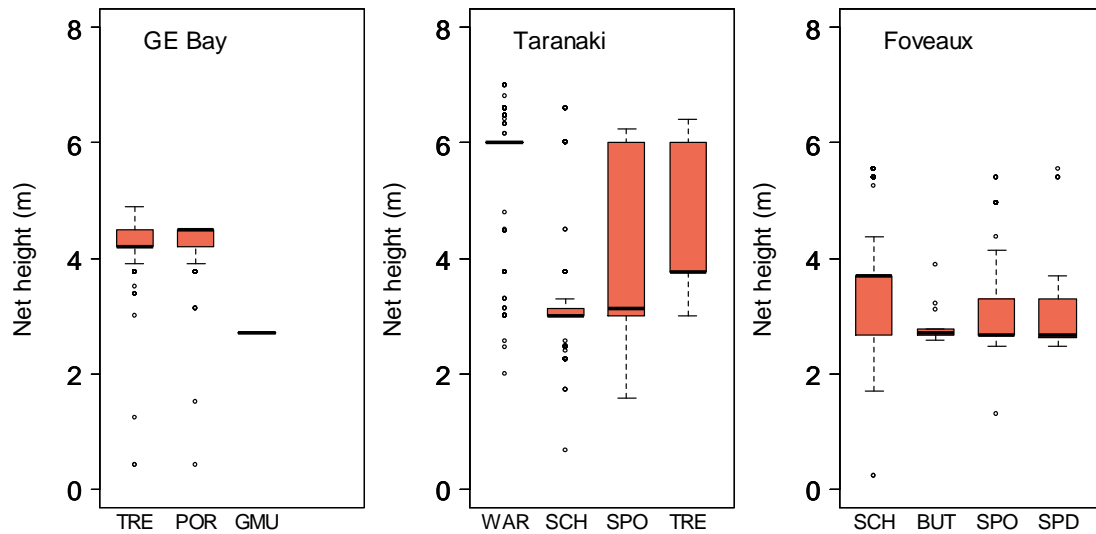 GE Bay
Net height (m)
8
6
4
2
0
TRE POR GMU
Taranaki
Net height (m)
8
6
4
2
0
WAR SCH SPO TRE
Foveaux
Net height (m)
8
6
4
2
0
SCH BUT SPO SPD